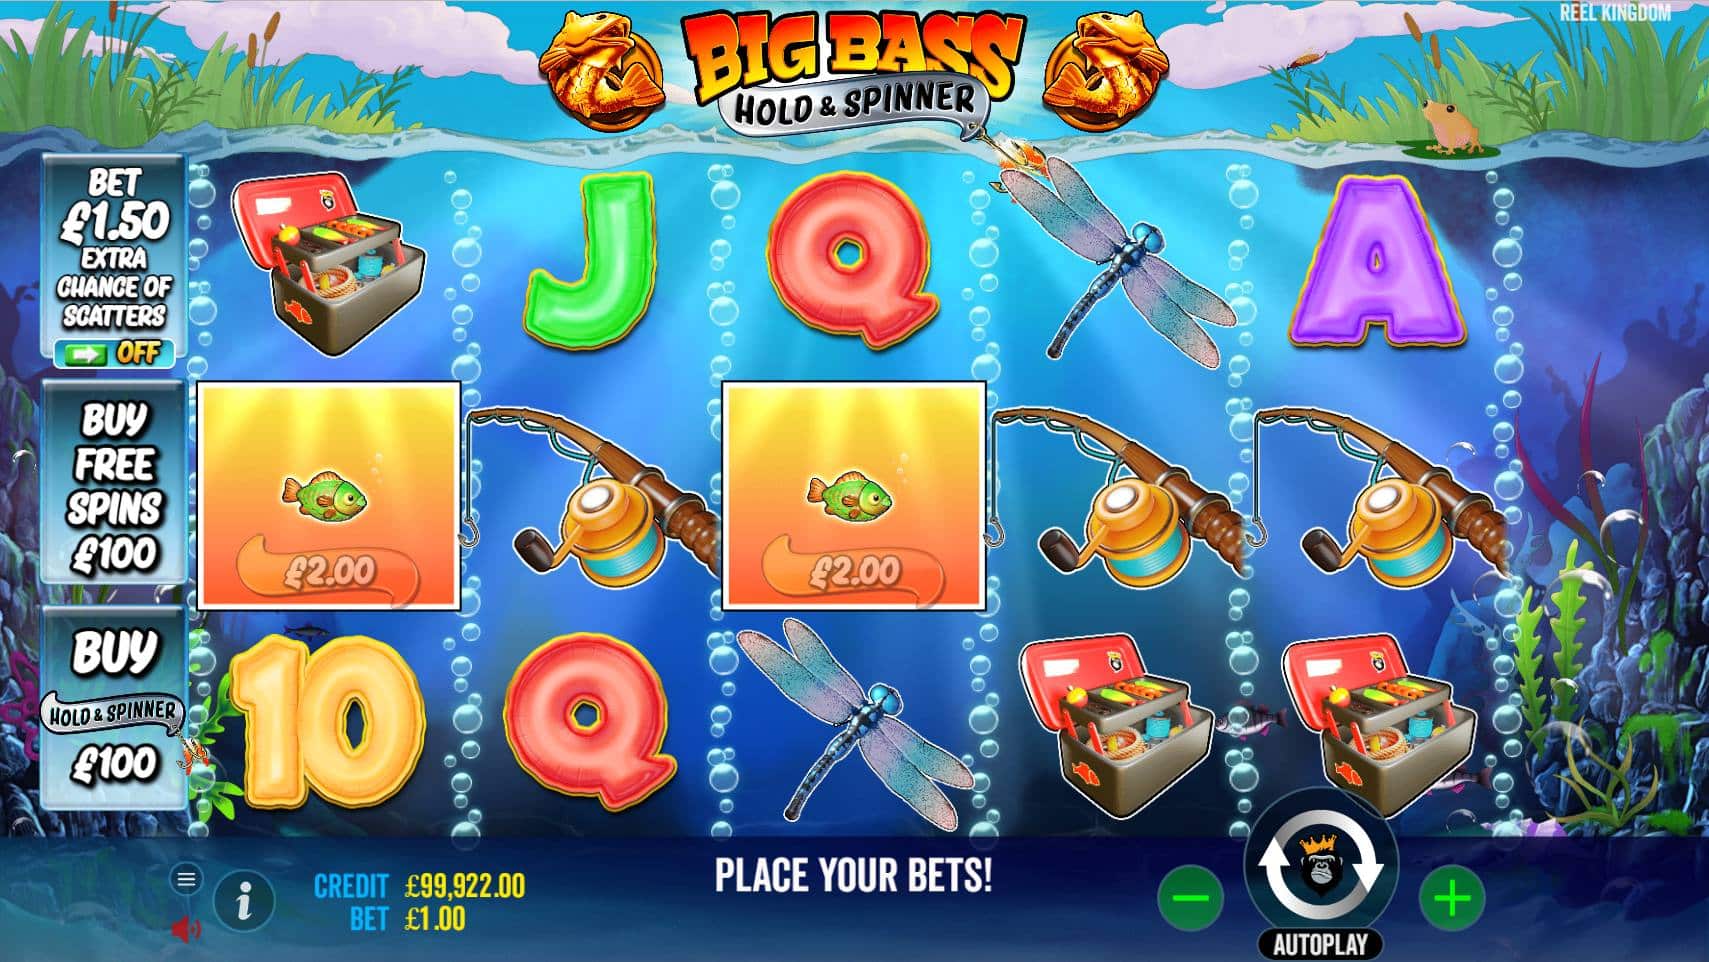 REEL KINGDOM
BIG BASS
HOLD & SPINNER
BET
£1.50
EXTRA
CHANCE OF
SCATTERS
OFF
J
Q
A
BUY
FREE
SPINS
£100
£2.00
£2.00
BUY
HOLD & SPINNER
£100
10
Q
i
CREDIT £99,922.00
BET £1.00
PLACE YOUR BETS!
AUTOPLAY